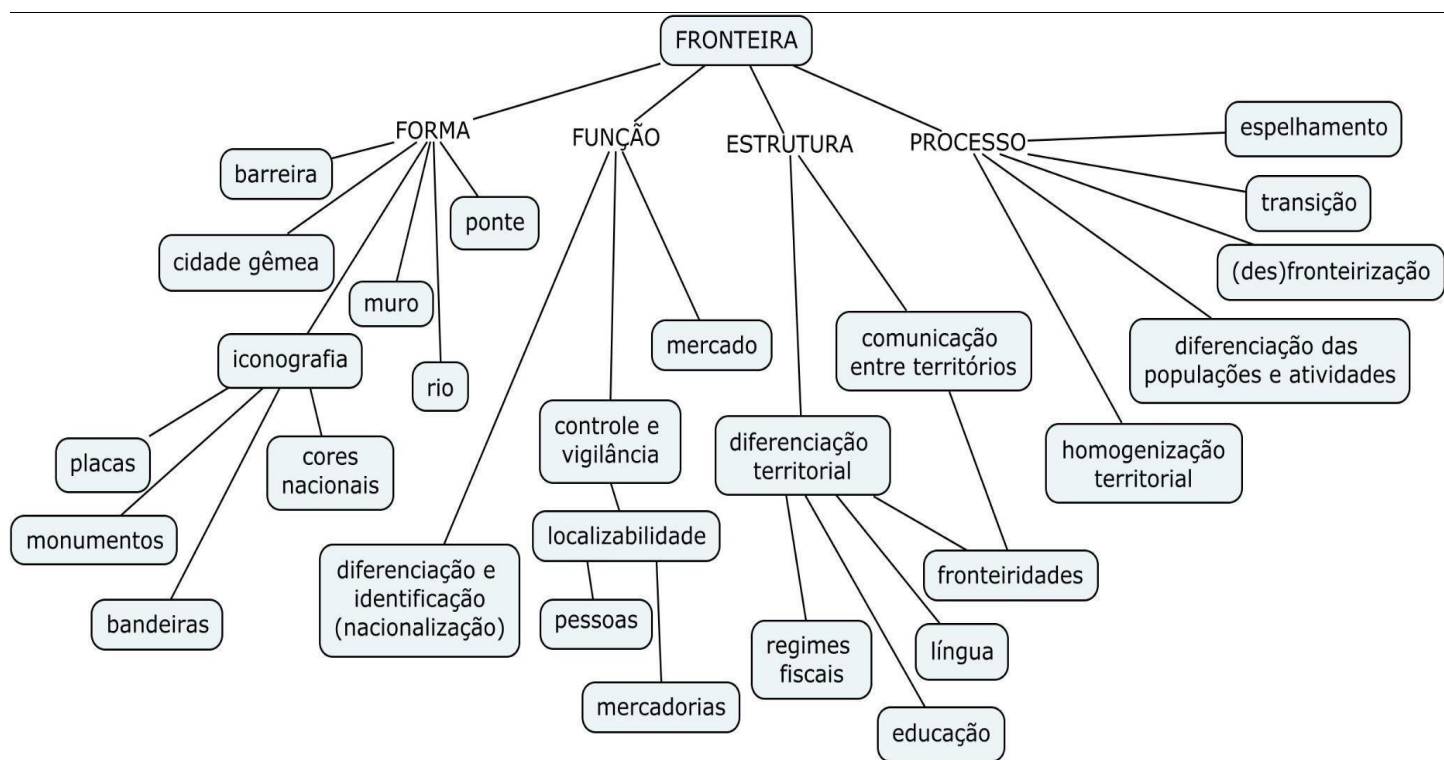 FRONTEIRA
FORMA
FUNÇÃO
ESTRUTURA
PROCESSO
barreira
cidade gêmea
iconografia
placas
monumentos
bandeiras
cores
nacionais
muro
rio
ponte
diferenciação e
identificação
(nacionalização)
controle e
vigilância
localizabilidade
pessoas
mercadorias
mercado
diferenciação
territorial
regimes
fiscais
educação
língua
fronteiridades
comunicação
entre territórios
espelhamento
transição
(des)fronteirização
diferenciação das
populações e atividades
homogenização
territorial